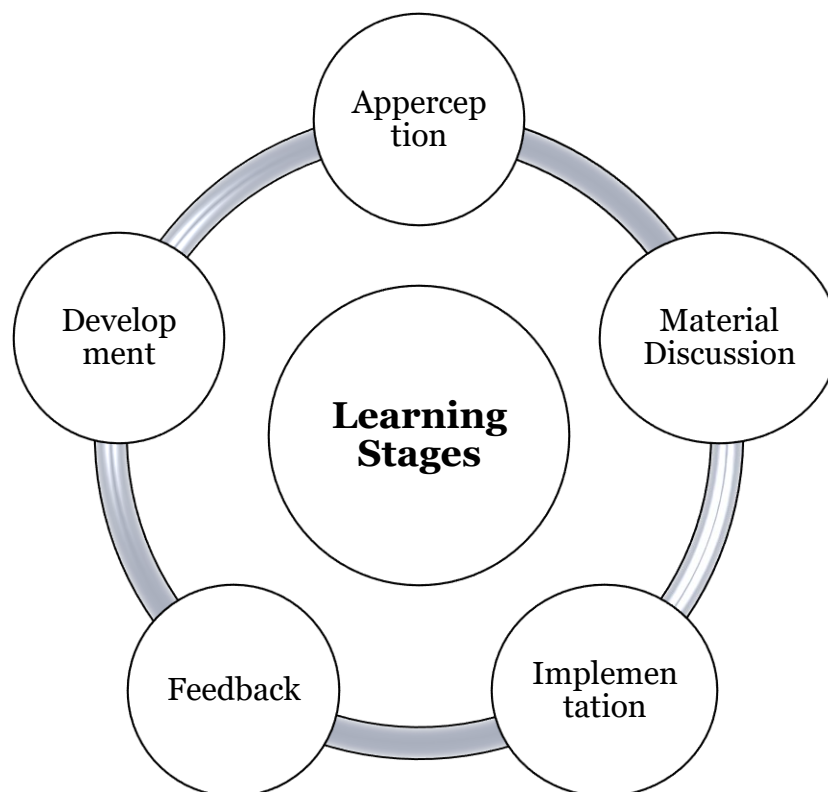 Appercep
tion
Material
Discussion
Implemen
tation
Feedback
Develop
ment
Learning
Stages